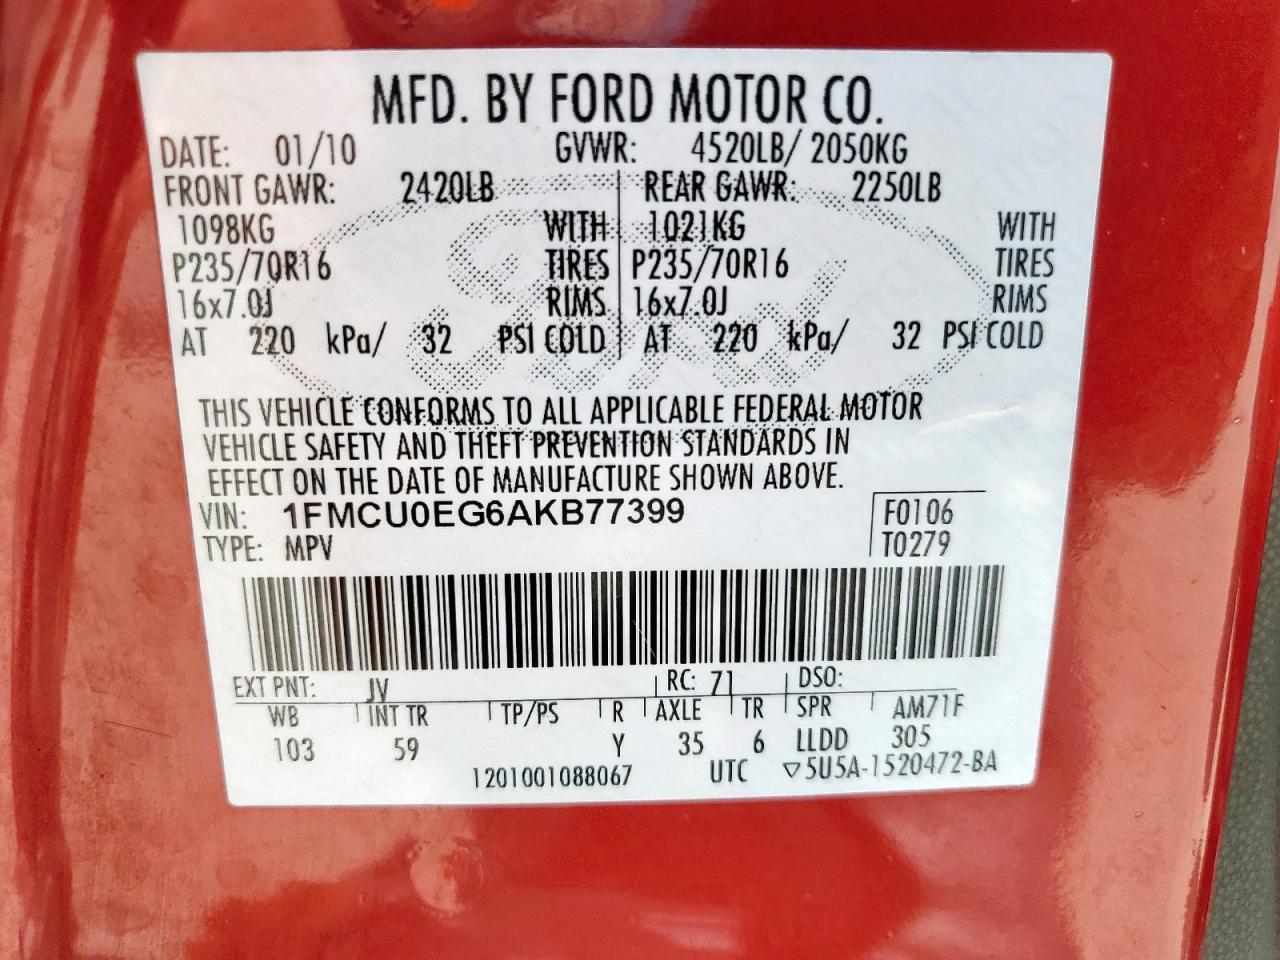 MFD. BY FORD MOTOR CO.
DATE: 01/10 GVWR: 4520LB/ 2050KG
FRONT GAWR: 2420LB REAR GAWR: 2250LB
1098KG WITH 1021KG WITH
P235/70R16 TIRES P235/70R16 TIRES
16x7.0J RIMS 16x7.0J RIMS
AT 220 kPa/ 32 PSI COLD AT 220 kPa/ 32 PSI COLD
THIS VEHICLE CONFORMS TO ALL APPLICABLE FEDERAL MOTOR
VEHICLE SAFETY AND THEFT PREVENTION STANDARDS IN
EFFECT ON THE DATE OF MANUFACTURE SHOWN ABOVE.
VIN: 1FMCU0EG6AKB77399 F0106
TYPE: MPV T0279
EXT PNT: JV RC: 71 DSO:
WB INT TR TP/PS R AXLE TR SPR AM71F
103 59 Y 35 6 LLDD 305
1201001088067 UTC ▽5U5A-1520472-BA